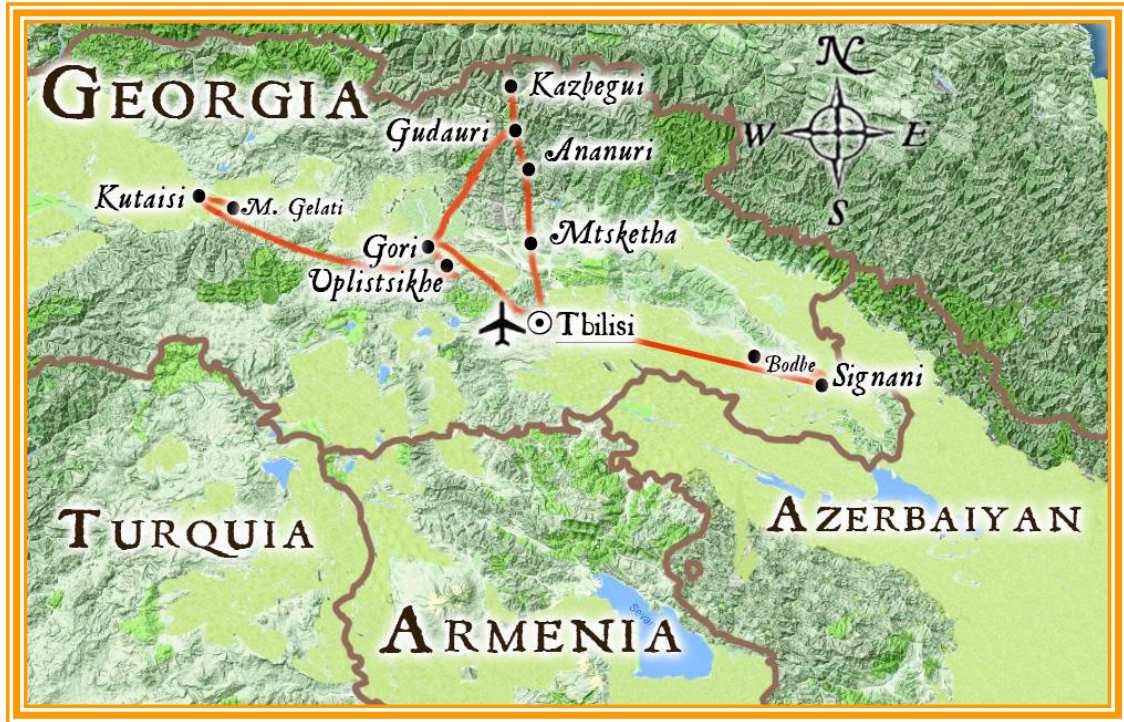 GEORGIA
N
W
E
S
Kazbegui
Gudauri
Ananuri
Kutaisi
M. Gelati
Gori
Mtsketha
Uplistsikhe
Tbilisi
Bodbe
Signani
TURQUIA
AZERBAIYAN
ARMENIA
Sevan